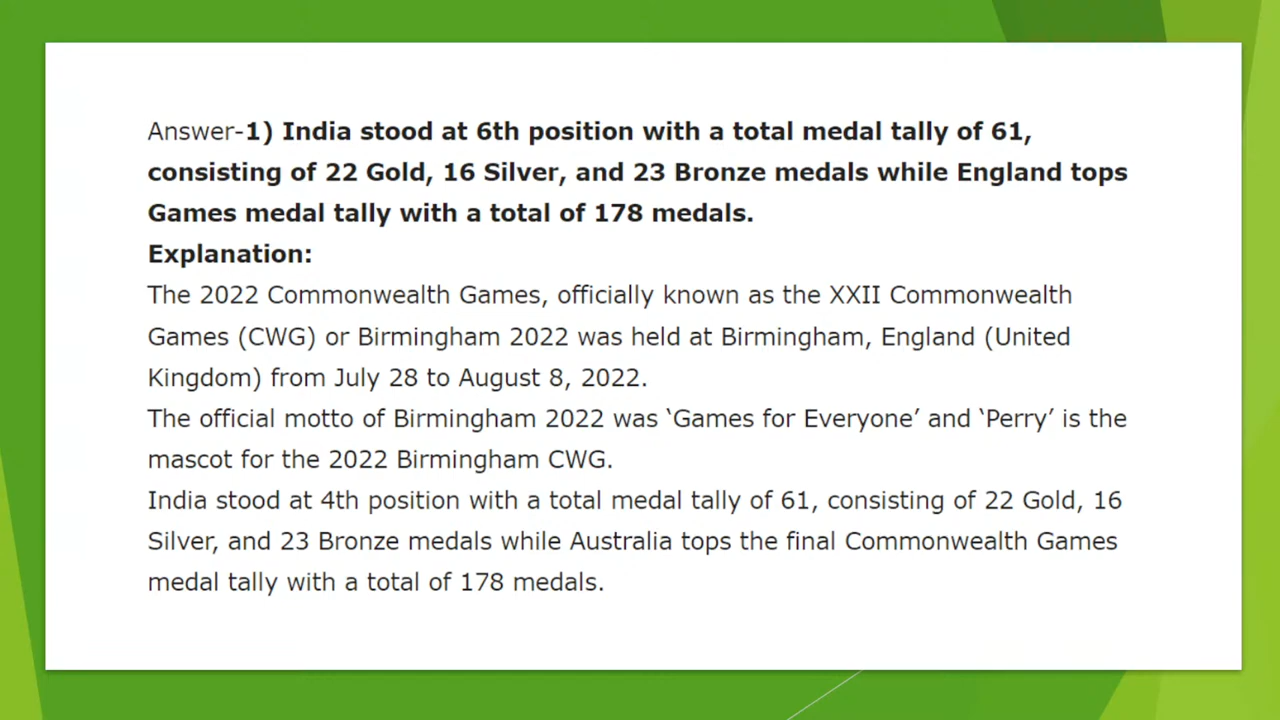 Answer-1) India stood at 6th position with a total medal tally of 61,
consisting of 22 Gold, 16 Silver, and 23 Bronze medals while England tops
Games medal tally with a total of 178 medals.
Explanation:
The 2022 Commonwealth Games, officially known as the XXII Commonwealth
Games (CWG) or Birmingham 2022 was held at Birmingham, England (United
Kingdom) from July 28 to August 8, 2022.
The official motto of Birmingham 2022 was ‘Games for Everyone’ and ‘Perry’ is the
mascot for the 2022 Birmingham CWG.
India stood at 4th position with a total medal tally of 61, consisting of 22 Gold, 16
Silver, and 23 Bronze medals while Australia tops the final Commonwealth Games
medal tally with a total of 178 medals.